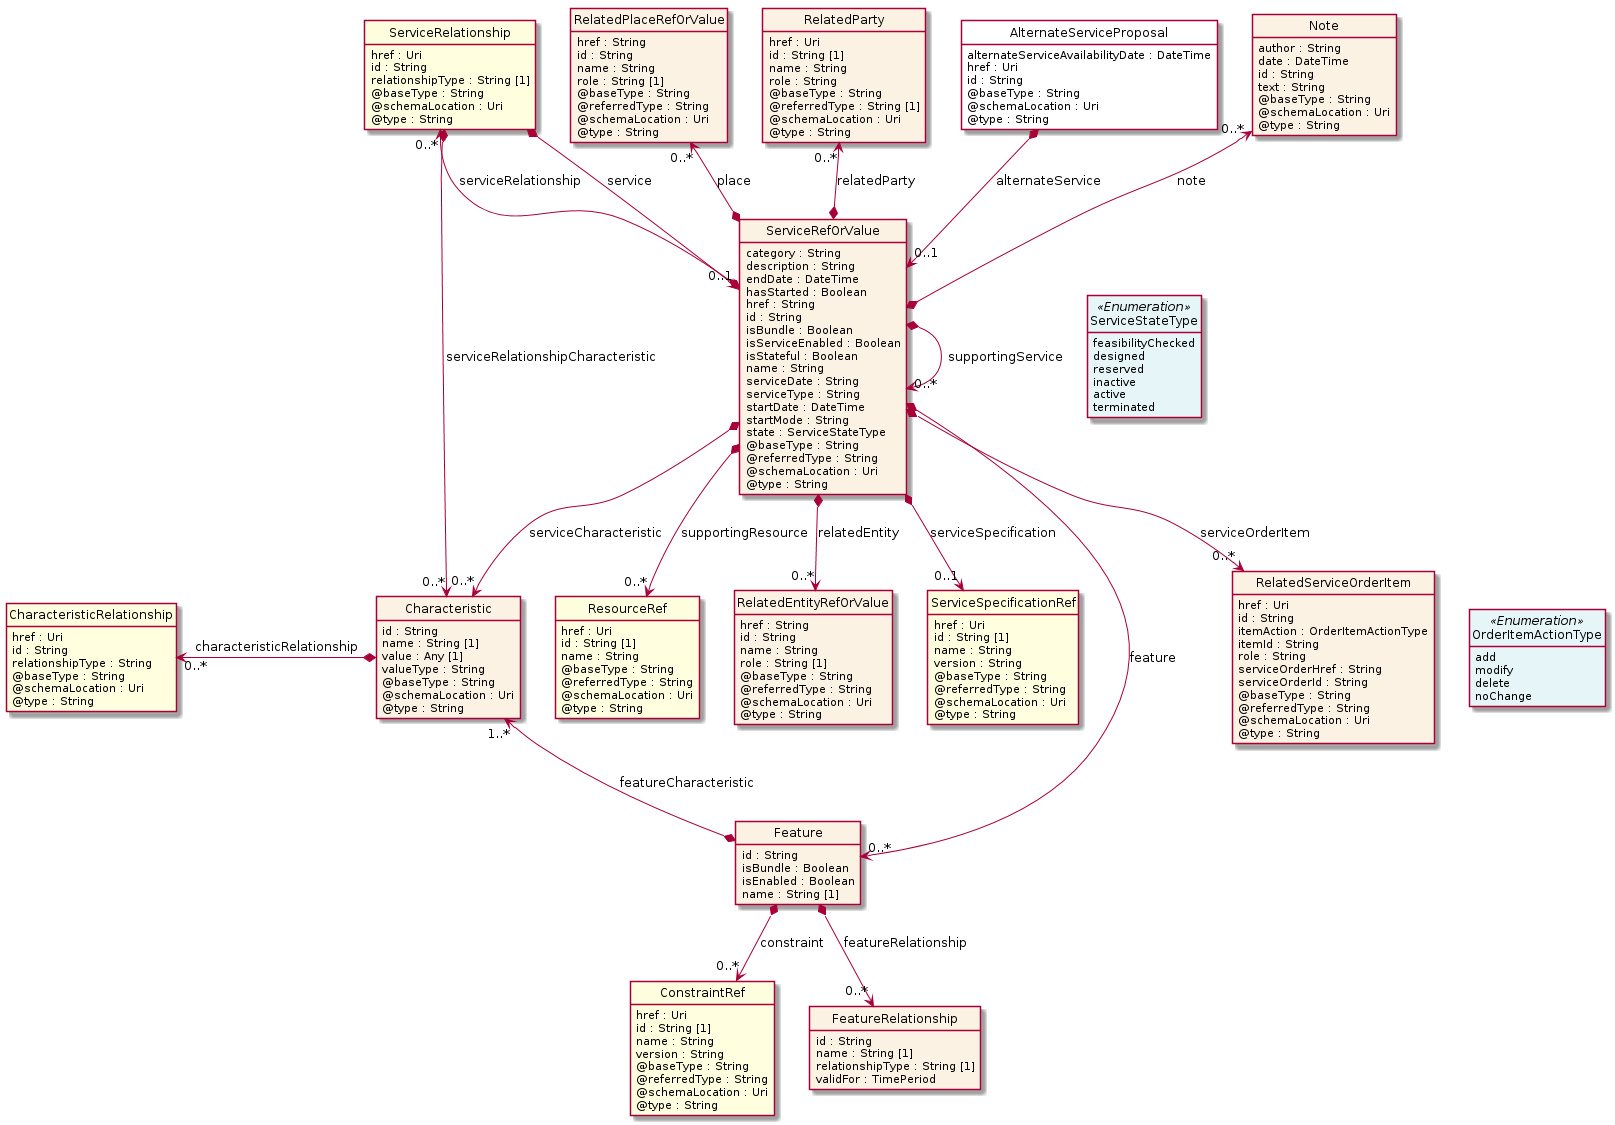 ServiceRelationship
href : Uri
id : String
relationshipType : String [1]
@baseType : String
@schemaLocation : Uri
@type : String
RelatedPlaceRefOrValue
href : String
id : String
name : String
role : String [1]
@baseType : String
@referredType : String
@schemaLocation : Uri
@type : String
RelatedParty
href : Uri
id : String [1]
name : String
role : String
@baseType : String
@referredType : String [1]
@schemaLocation : Uri
@type : String
AlternateServiceProposal
alternateServiceAvailabilityDate : DateTime
href : Uri
id : String
@baseType : String
@schemaLocation : Uri
@type : String
Note
author : String
date : DateTime
id : String
text : String
@baseType : String
@schemaLocation : Uri
@type : String
0..*
0..*
0..*
0..*
serviceRelationship
service
place
relatedParty
alternateService
note
ServiceRefOrValue
category : String
description : String
endDate : DateTime
hasStarted : Boolean
href : String
id : String
isBundle : Boolean
isServiceEnabled : Boolean
isStateful : Boolean
name : String
serviceDate : String
serviceType : String
startDate : DateTime
startMode : String
state : ServiceStateType
@baseType : String
@referredType : String
@schemaLocation : Uri
@type : String
0..1
0..1
«Enumeration»
ServiceStateType
feasibilityChecked
designed
reserved
inactive
active
terminated
serviceRelationshipCharacteristic
supportingService
0..*
serviceCharacteristic
supportingResource
relatedEntity
serviceSpecification
serviceOrderItem
0..*
0..*
0..*
0..*
0..1
0..*
CharacteristicRelationship
href : Uri
id : String
relationshipType : String
@baseType : String
@schemaLocation : Uri
@type : String
characteristicRelationship
0..*
Characteristic
id : String
name : String [1]
value : Any [1]
valueType : String
@baseType : String
@schemaLocation : Uri
@type : String
ResourceRef
href : Uri
id : String [1]
name : String
@baseType : String
@referredType : String
@schemaLocation : Uri
@type : String
RelatedEntityRefOrValue
href : String
id : String
name : String
role : String [1]
@baseType : String
@referredType : String
@schemaLocation : Uri
@type : String
ServiceSpecificationRef
href : Uri
id : String [1]
name : String
version : String
@baseType : String
@referredType : String
@schemaLocation : Uri
@type : String
feature
RelatedServiceOrderItem
href : Uri
id : String
itemAction : OrderItemActionType
itemId : String
role : String
serviceOrderHref : String
serviceOrderId : String
@baseType : String
@referredType : String
@schemaLocation : Uri
@type : String
«Enumeration»
OrderItemActionType
add
modify
delete
noChange
1..*
featureCharacteristic
Feature
id : String
isBundle : Boolean
isEnabled : Boolean
name : String [1]
0..*
constraint
featureRelationship
0..*
0..*
ConstraintRef
href : Uri
id : String [1]
name : String
version : String
@baseType : String
@referredType : String
@schemaLocation : Uri
@type : String
FeatureRelationship
id : String
name : String [1]
relationshipType : String [1]
validFor : TimePeriod